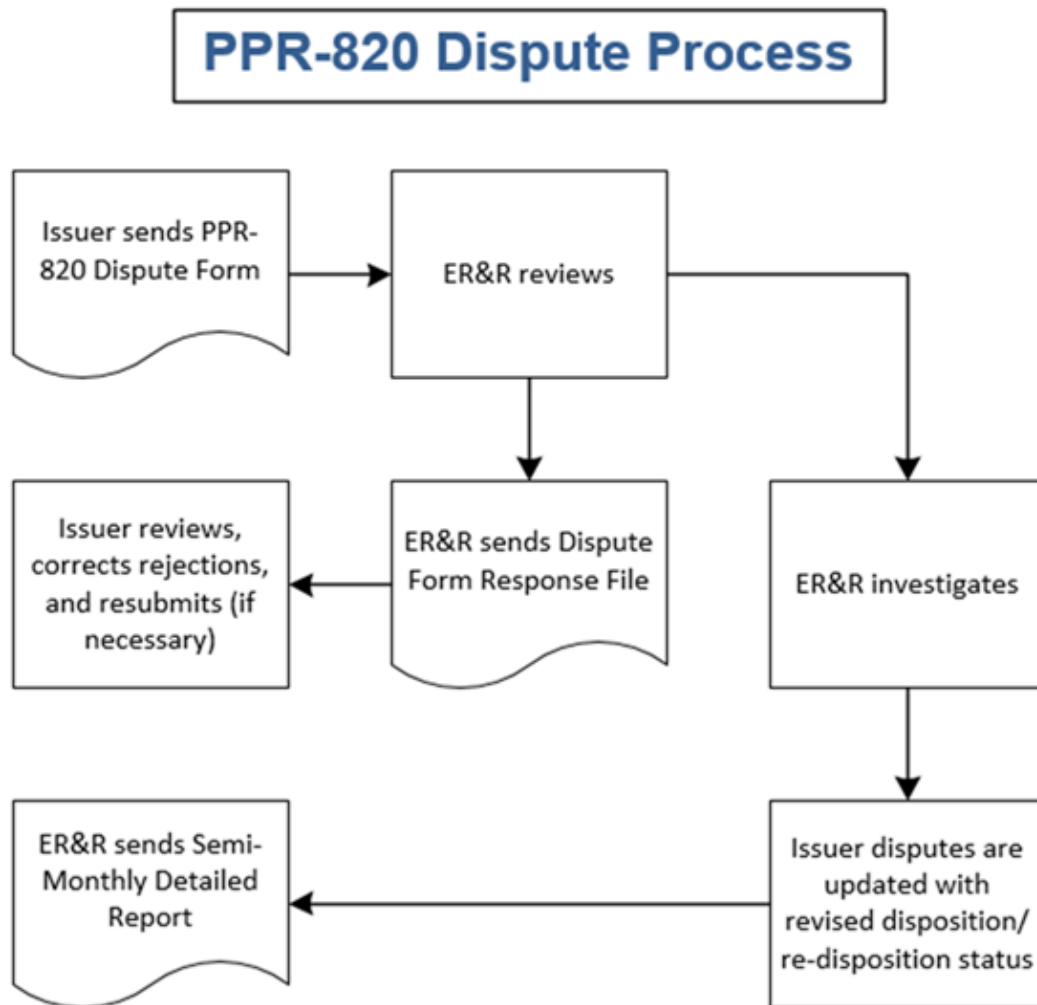 PPR-820 Dispute Process
Issuer sends PPR-
820 Dispute Form
ER&R reviews
Issuer reviews,
corrects rejections,
and resubmits (if
necessary)
ER&R sends Dispute
Form Response File
ER&R investigates
ER&R sends Semi-
Monthly Detailed
Report
Issuer disputes are
updated with
revised disposition/
re-disposition status